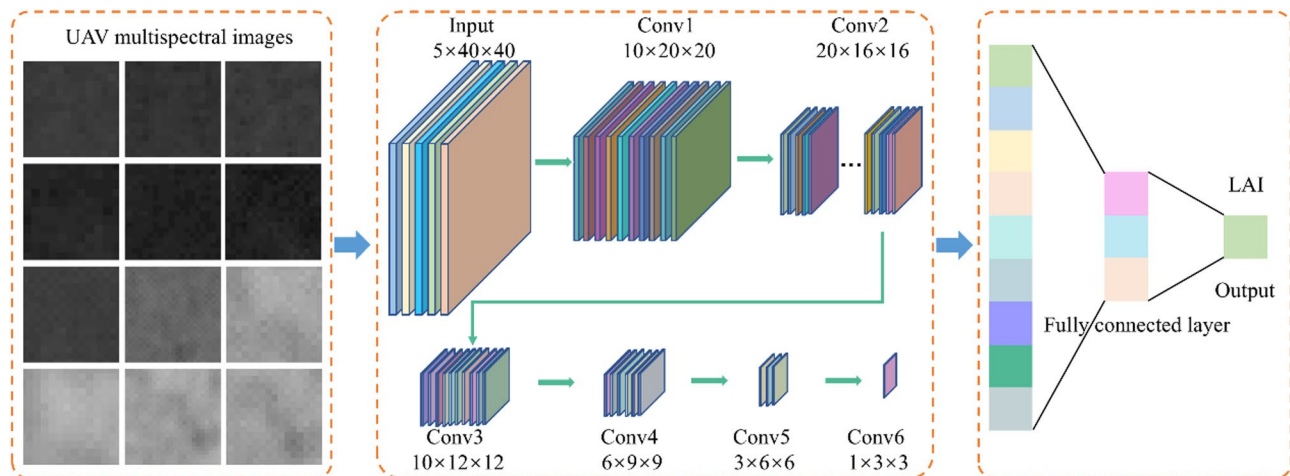 UAV multispectral images
Input
5×40×40
Conv1
10×20×20
Conv2
20×16×16
...
Conv3
10×12×12
Conv4
6×9×9
Conv5
3×6×6
Conv6
1×3×3
LAI
Output
Fully connected layer